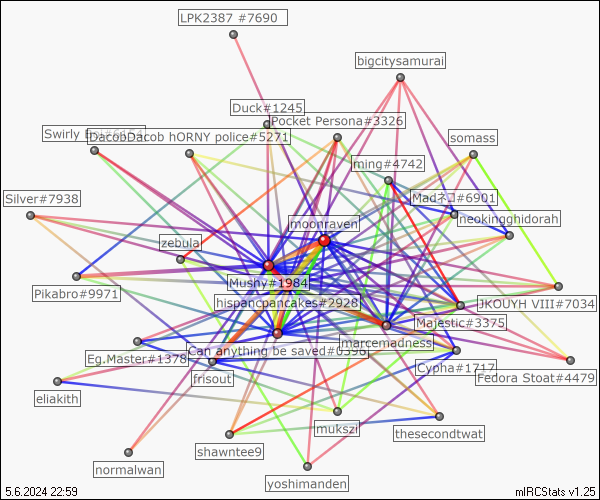 LPK2387 #7690
bigcitysamurai
Duck#1245
Pocket Persona#3326
Swirly
DacobDacob hORNY police#5271
somass
ming#4742
Silver#7938
Madネコ#6901
moonraven
neokingghidorah
zebula
Mushy#1984
Pikabro#9971
hispancpancakes#2928
JKOUYH VIII#7034
Majestic#3375
marcemadness
Can anything be saved#0396
Eg.Master#1378
Cypha#1717
frisout
Fedora Stoat#4479
eliakith
mukszi
thesecondtwat
shawntee9
normalwan
yoshimanden
5.6.2024 22:59
mIRCStats v1.25